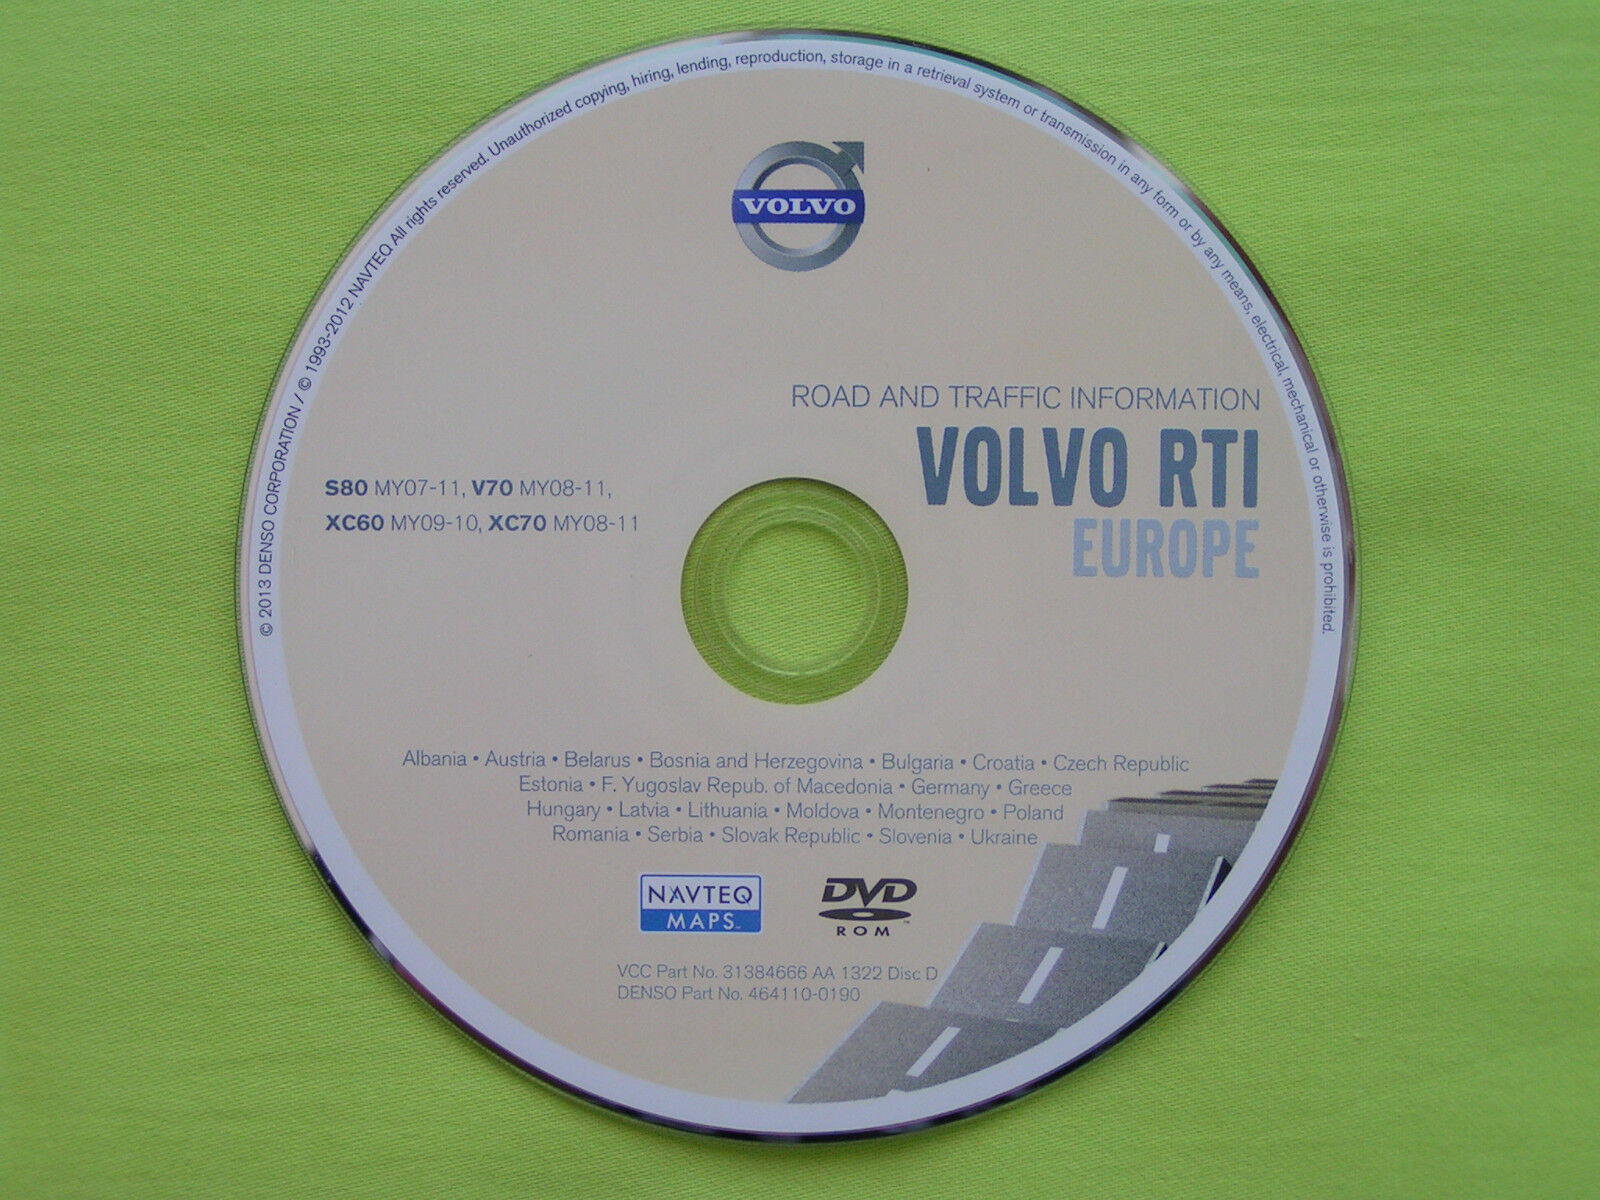 © 2013 DENSO CORPORATION / © 1993-2012 NAVTEQ All rights reserved. Unauthorized copying, hiring, lending, reproduction, storage in a retrieval system or transmission in any form or by any means, electrical, mechanical or otherwise is prohibited.
VOLVO
ROAD AND TRAFFIC INFORMATION
VOLVO RTI
EUROPE
S80 MY07-11, V70 MY08-11,
XC60 MY09-10, XC70 MY08-11
Albania • Austria • Belarus • Bosnia and Herzegovina • Bulgaria • Croatia • Czech Republic
Estonia • F. Yugoslav Repub. of Macedonia • Germany • Greece
Hungary • Latvia • Lithuania • Moldova • Montenegro • Poland
Romania • Serbia • Slovak Republic • Slovenia • Ukraine
NAVTEQ
MAPS
DVD
ROM
VCC Part No. 31384666 AA 1322 Disc D
DENSO Part No. 464110-0190